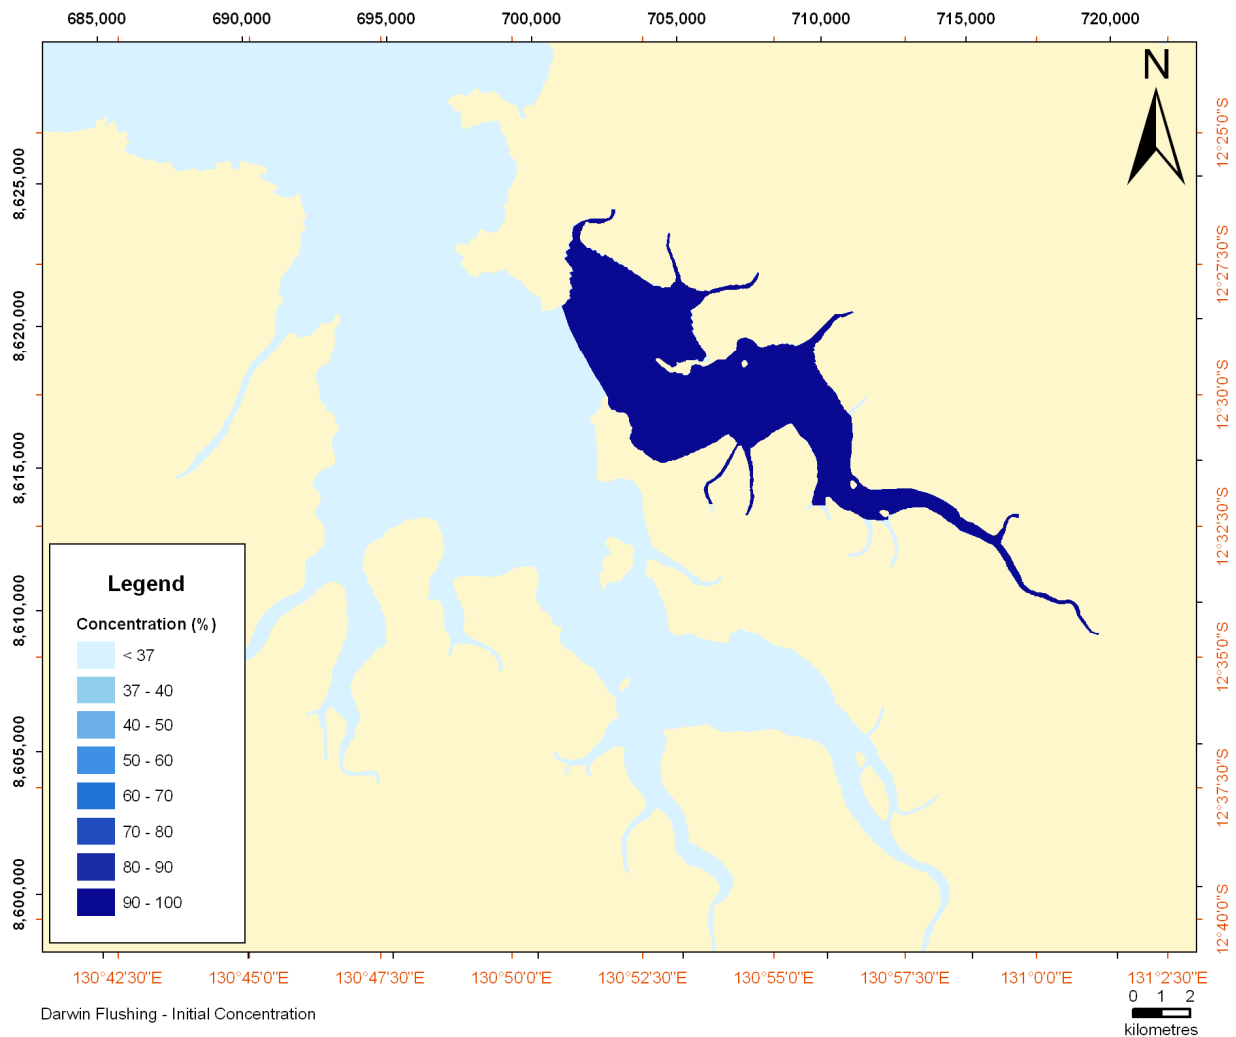 685,000 690,000 695,000 700,000 705,000 710,000 715,000 720,000
N
8,625,000
8,620,000
8,615,000
8,610,000
8,605,000
8,600,000
12°25'0"S
12°27'30"S
12°30'0"S
12°32'30"S
12°35'0"S
12°37'30"S
12°40'0"S
Legend
Concentration (%)
< 37
37 - 40
40 - 50
50 - 60
60 - 70
70 - 80
80 - 90
90 - 100
130°42'30"E 130°45'0"E 130°47'30"E 130°50'0"E 130°52'30"E 130°55'0"E 130°57'30"E 131°0'0"E 131°2'30"E
Darwin Flushing - Initial Concentration
0 1 2
kilometres